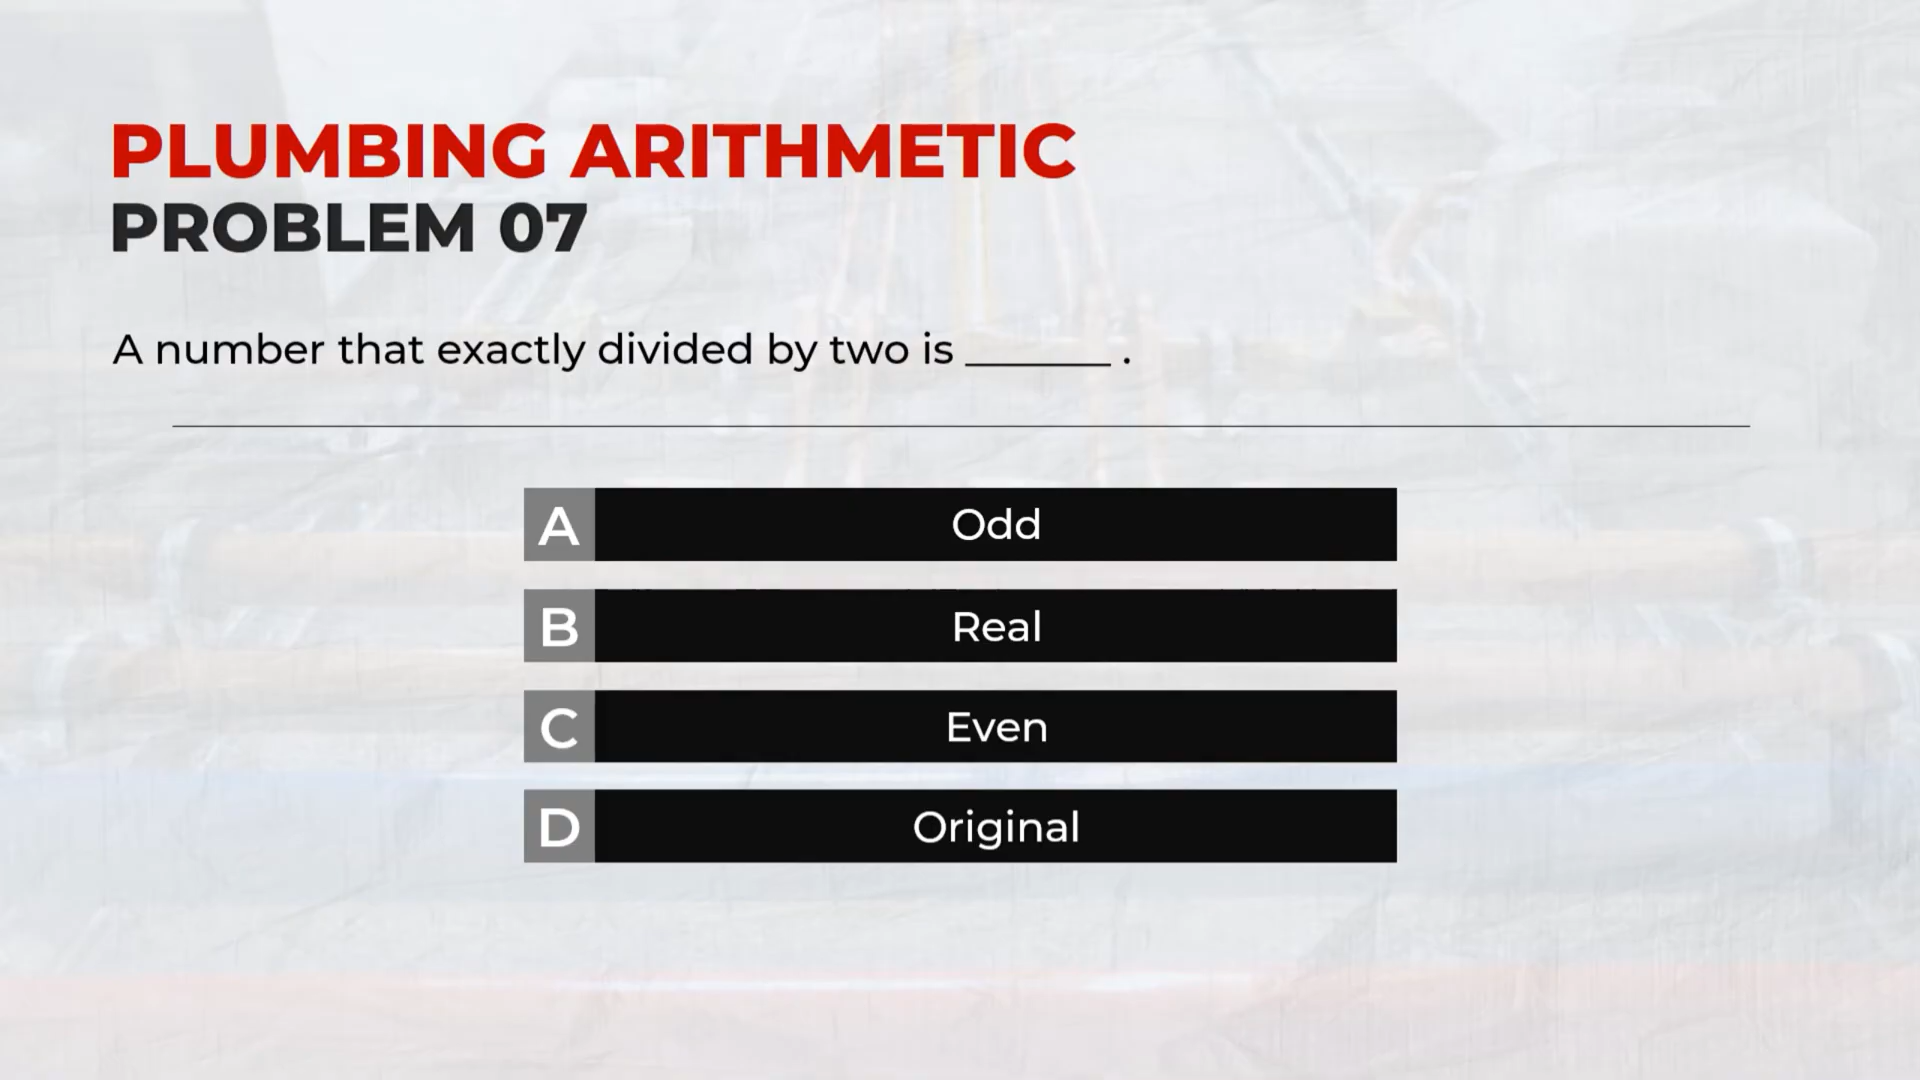 PLUMBING ARITHMETIC
PROBLEM 07
A number that exactly divided by two is _______ .
A Odd
B Real
C Even
D Original